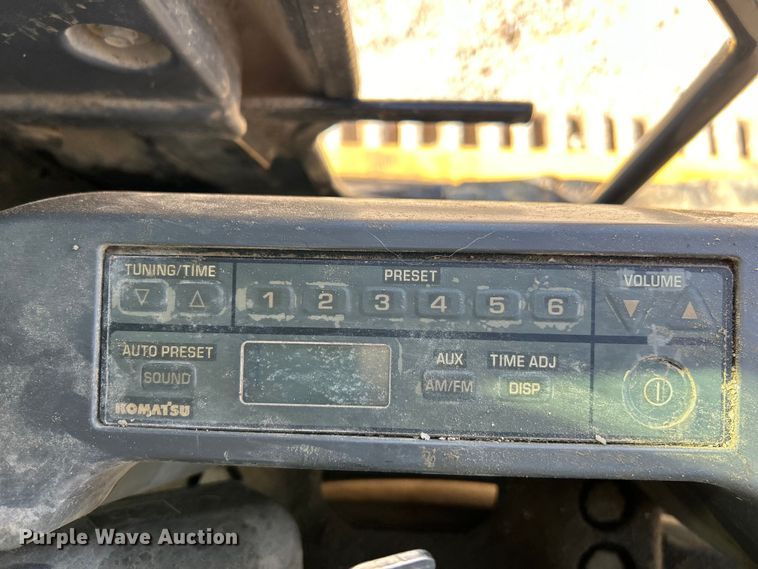 TUNING/TIME
PRESET
VOLUME
1 2 3 4 5 6
AUTO PRESET
SOUND
AUX
AM/FM
TIME ADJ
DISP
KOMATSU
Purple Wave Auction